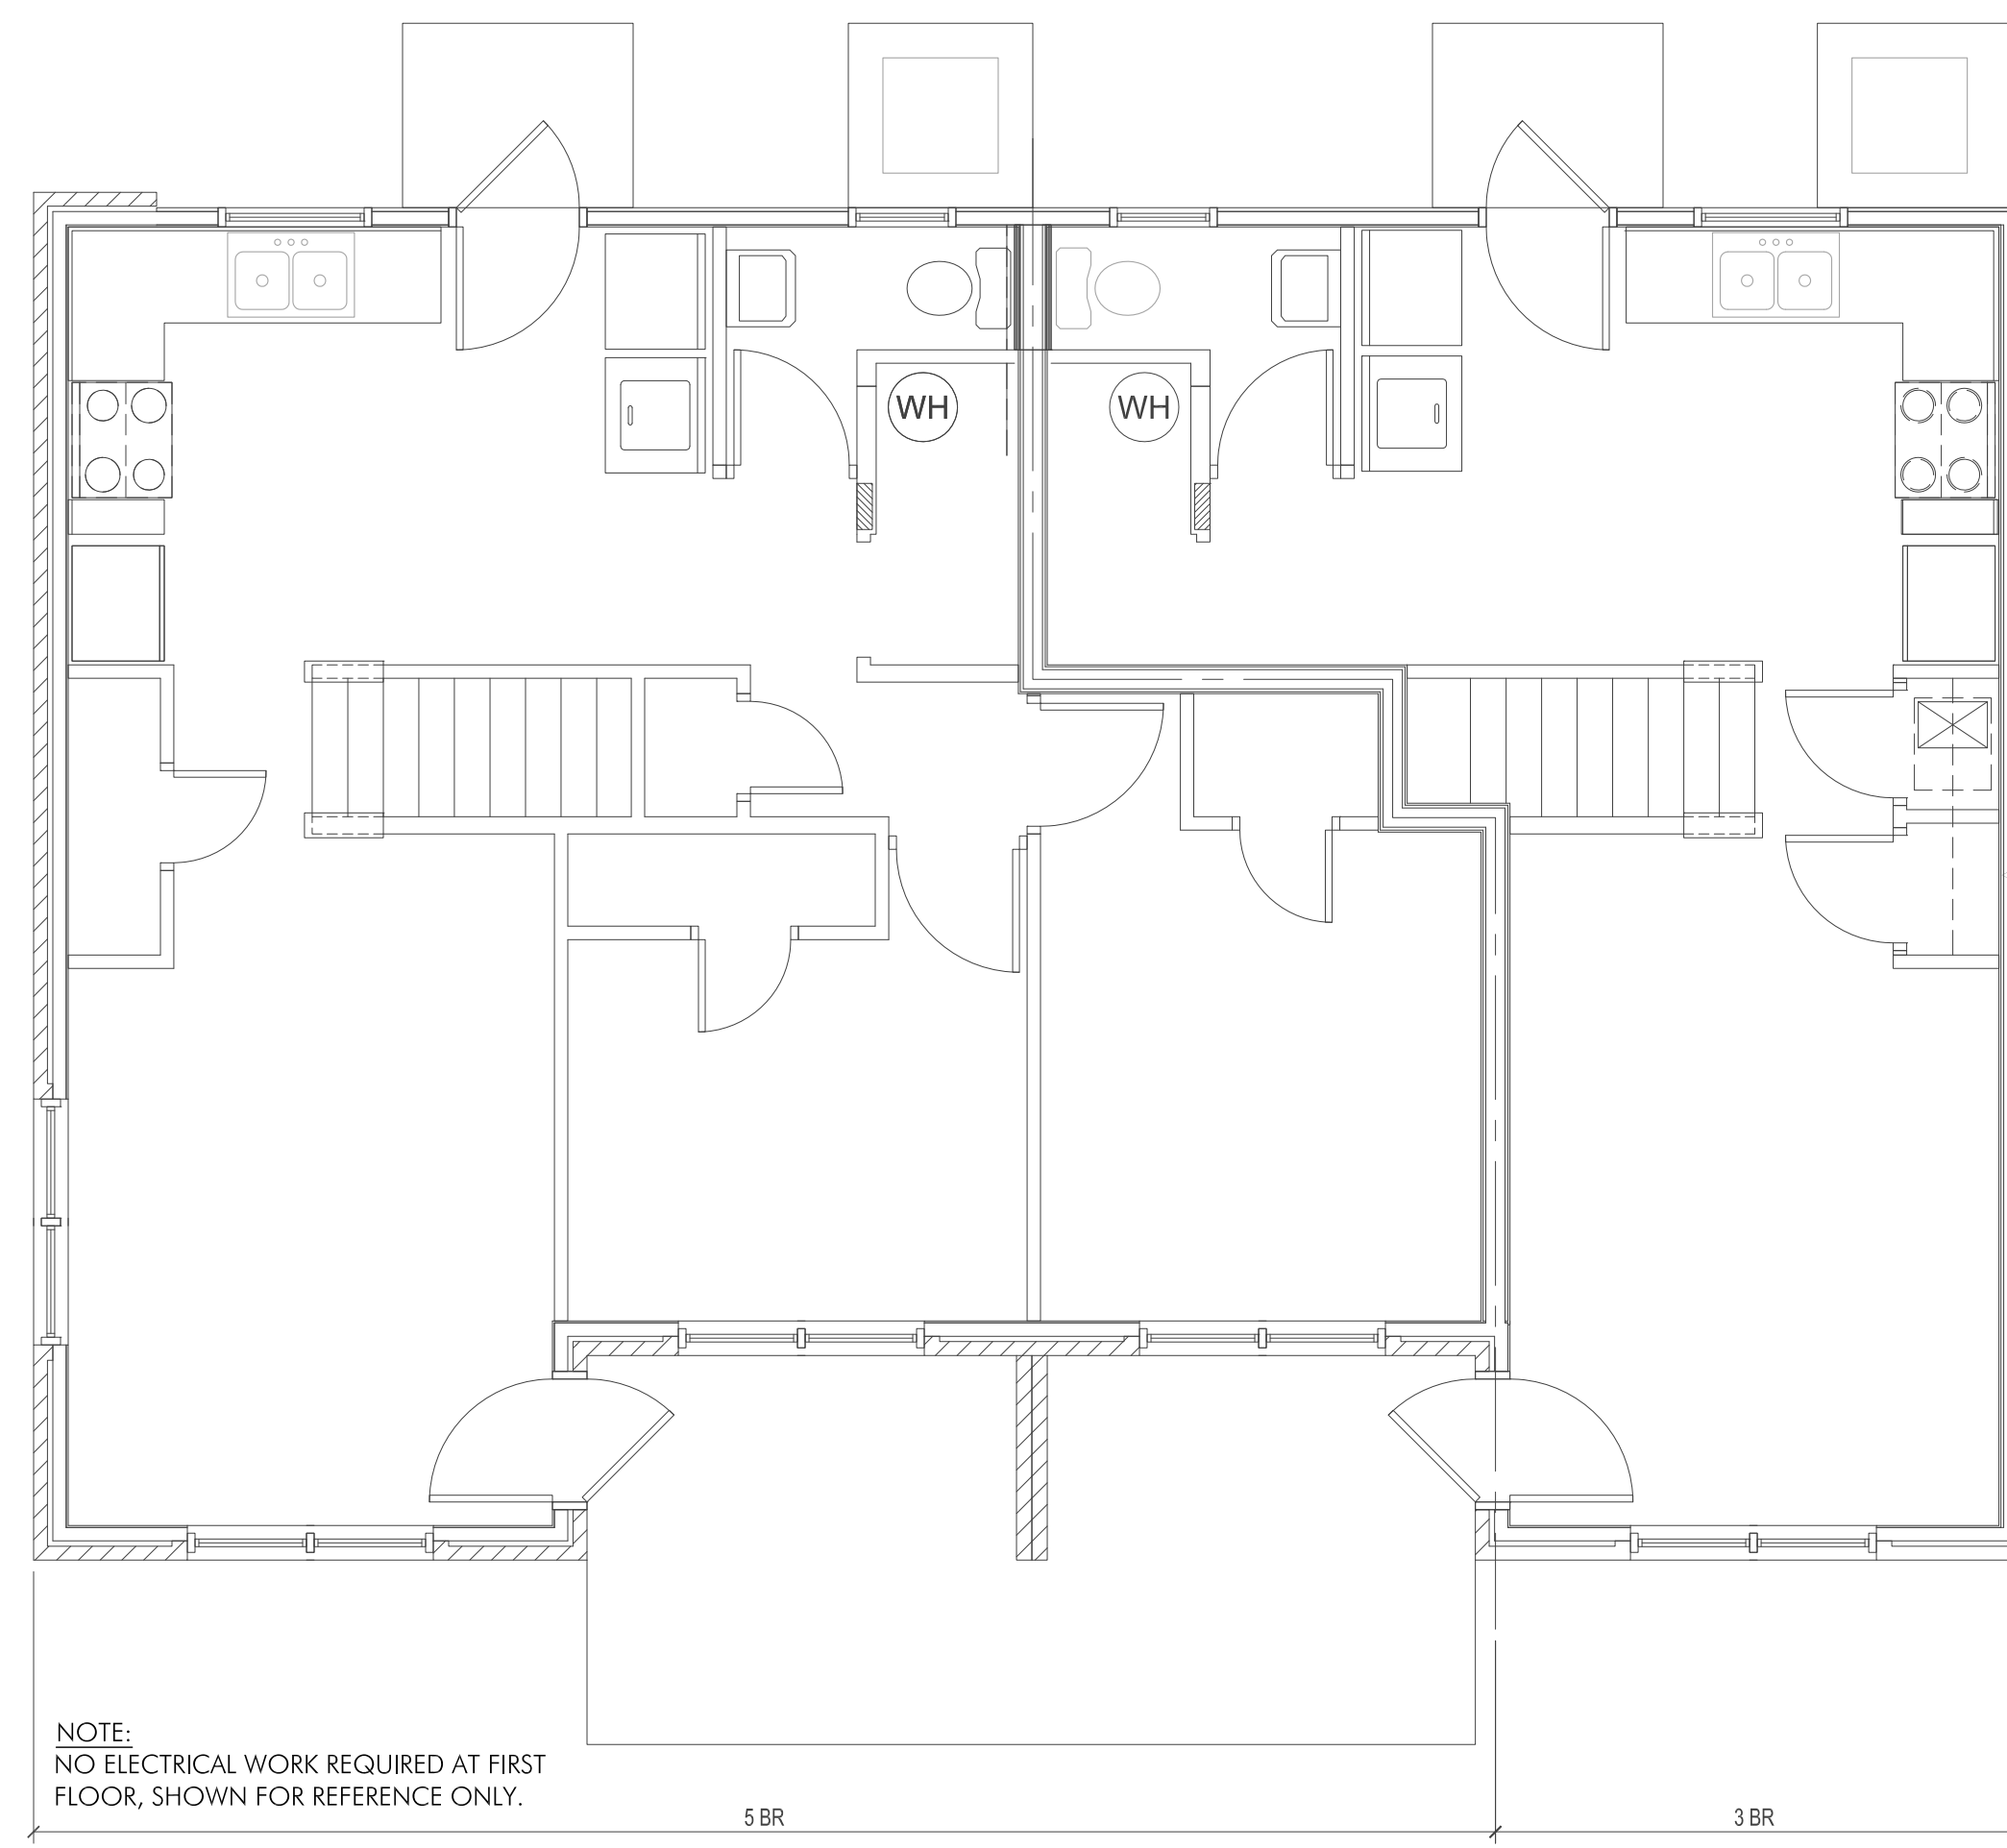 WH
WH
NOTE:
NO ELECTRICAL WORK REQUIRED AT FIRST
FLOOR, SHOWN FOR REFERENCE ONLY.
5 BR
3 BR